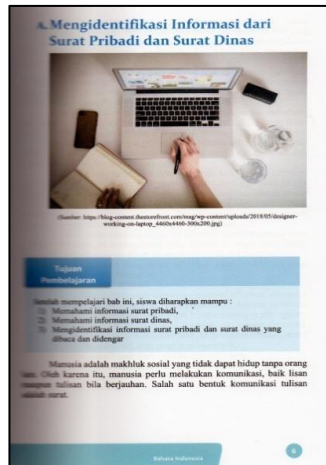 A. Mengidentifikasi Informasi dari
Surat Pribadi dan Surat Dinas
(Sumber: https://blog-content.thestorefront.com/mag/wp-content/uploads/2018/05/designer-
working-on-laptop_4460x4460-300x200.jpg)
Tujuan
Pembelajaran
Setelah mempelajari bab ini, siswa diharapkan mampu :
1) Memahami informasi surat pribadi,
2) Memahami informasi surat dinas,
3) Mengidentifikasi informasi surat pribadi dan surat dinas yang
dibaca dan didengar
Manusia adalah makhluk sosial yang tidak dapat hidup tanpa orang
lain. Oleh karena itu, manusia perlu melakukan komunikasi, baik lisan
maupun tulisan bila berjauhan. Salah satu bentuk komunikasi tulisan
adalah surat.
Bahasa Indonesia
6